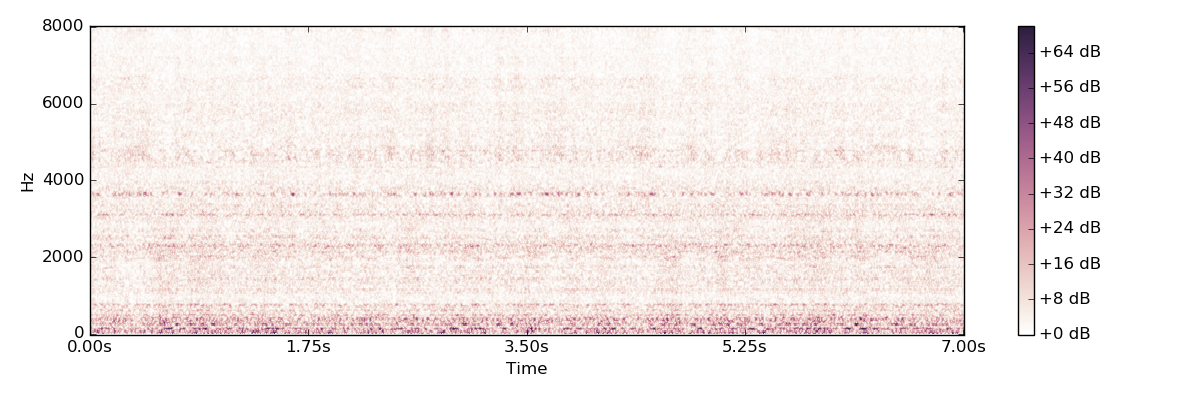 8000
6000
4000
2000
0
Hz
0.00s
1.75s
3.50s
5.25s
7.00s
Time
+64 dB
+56 dB
+48 dB
+40 dB
+32 dB
+24 dB
+16 dB
+8 dB
+0 dB